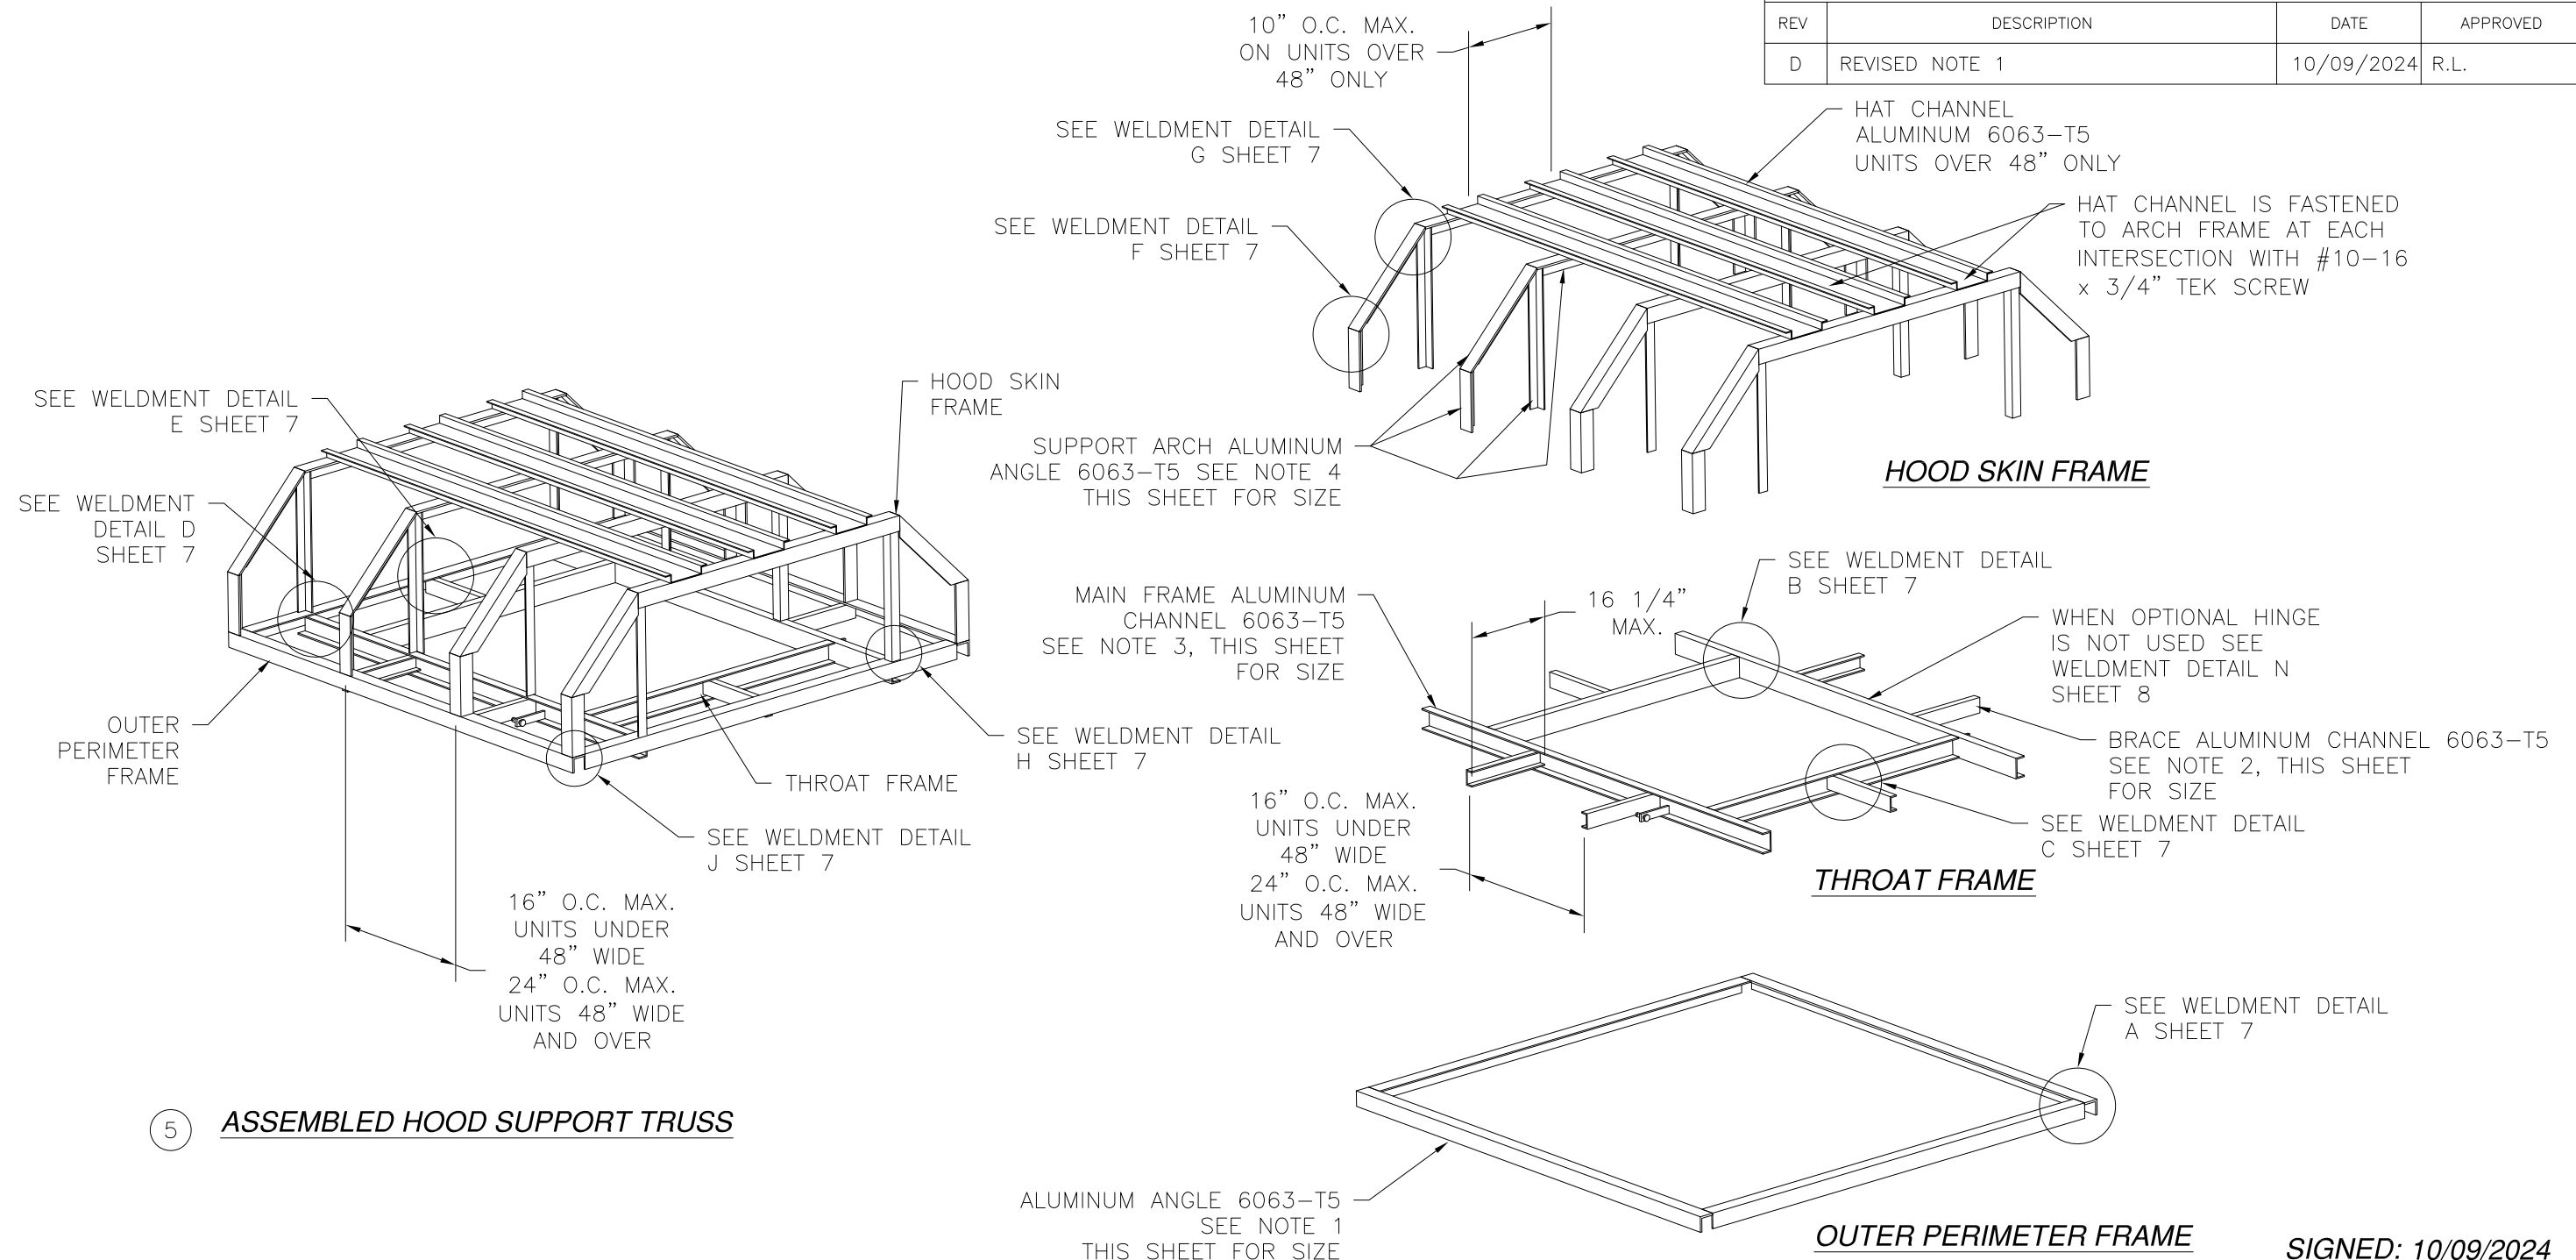 REV DESCRIPTION DATE APPROVED
D REVISED NOTE 1 10/09/2024 R.L.
10” O.C. MAX.
ON UNITS OVER
48” ONLY
HAT CHANNEL
ALUMINUM 6063–T5
UNITS OVER 48” ONLY
SEE WELDMENT DETAIL
G SHEET 7
SEE WELDMENT DETAIL
F SHEET 7
HAT CHANNEL IS FASTENED
TO ARCH FRAME AT EACH
INTERSECTION WITH #10–16
x 3/4” TEK SCREW
SUPPORT ARCH ALUMINUM
ANGLE 6063–T5 SEE NOTE 4
THIS SHEET FOR SIZE
HOOD SKIN FRAME
SEE WELDMENT DETAIL
E SHEET 7
HOOD SKIN
FRAME
SEE WELDMENT
DETAIL D
SHEET 7
OUTER
PERIMETER
FRAME
SEE WELDMENT DETAIL
H SHEET 7
THROAT FRAME
SEE WELDMENT DETAIL
J SHEET 7
16” O.C. MAX.
UNITS UNDER
48” WIDE
24” O.C. MAX.
UNITS 48” WIDE
AND OVER
5 ASSEMBLED HOOD SUPPORT TRUSS
SEE WELDMENT DETAIL
B SHEET 7
MAIN FRAME ALUMINUM
CHANNEL 6063–T5
SEE NOTE 3, THIS SHEET
FOR SIZE
16 1/4”
MAX.
WHEN OPTIONAL HINGE
IS NOT USED SEE
WELDMENT DETAIL N
SHEET 8
BRACE ALUMINUM CHANNEL 6063–T5
SEE NOTE 2, THIS SHEET
FOR SIZE
SEE WELDMENT DETAIL
C SHEET 7
16” O.C. MAX.
UNITS UNDER
48” WIDE
24” O.C. MAX.
UNITS 48” WIDE
AND OVER
THROAT FRAME
SEE WELDMENT DETAIL
A SHEET 7
ALUMINUM ANGLE 6063–T5
SEE NOTE 1
THIS SHEET FOR SIZE
OUTER PERIMETER FRAME
SIGNED: 10/09/2024